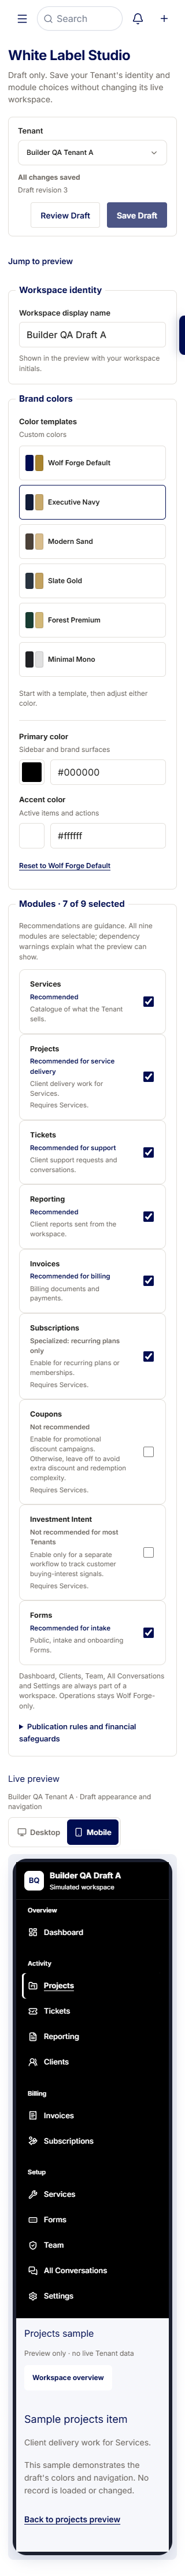 Search
White Label Studio
Draft only. Save your Tenant's identity and
module choices without changing its live
workspace.
Tenant
Builder QA Tenant A
All changes saved
Draft revision 3
Review Draft
Save Draft
Jump to preview
Workspace identity
Workspace display name
Builder QA Draft A
Shown in the preview with your workspace
initials.
Brand colors
Color templates
Custom colors
Wolf Forge Default
Executive Navy
Modern Sand
Slate Gold
Forest Premium
Minimal Mono
Start with a template, then adjust either
color.
Primary color
Sidebar and brand surfaces
#000000
Accent color
Active items and actions
#ffffff
Reset to Wolf Forge Default
Modules · 7 of 9 selected
Recommendations are guidance. All nine
modules are selectable; dependency
warnings explain what the preview can
show.
Services
Recommended
Catalogue of what the Tenant
sells.
Projects
Recommended for service
delivery
Client delivery work for
Services.
Requires Services.
Tickets
Recommended for support
Client support requests and
conversations.
Reporting
Recommended
Client reports sent from the
workspace.
Invoices
Recommended for billing
Billing documents and
payments.
Subscriptions
Specialized: recurring plans
only
Enable for recurring plans or
memberships.
Requires Services.
Coupons
Not recommended
Enable for promotional
discount campaigns.
Otherwise, leave off to avoid
extra discount and redemption
complexity.
Requires Services.
Investment Intent
Not recommended for most
Tenants
Enable only for a separate
workflow to track customer
buying-interest signals.
Requires Services.
Forms
Recommended for intake
Public, intake and onboarding
Forms.
Dashboard, Clients, Team, All Conversations
and Settings are always part of a
workspace. Operations stays Wolf Forge-
only.
Publication rules and financial
safeguards
Live preview
Builder QA Tenant A · Draft appearance and
navigation
Desktop
Mobile
BQ
Builder QA Draft A
Simulated workspace
Overview
Dashboard
Activity
Projects
Tickets
Reporting
Clients
Billing
Invoices
Subscriptions
Setup
Services
Forms
Team
All Conversations
Settings
Projects sample
Preview only · no live Tenant data
Workspace overview
Sample projects item
Client delivery work for Services.
This sample demonstrates the
draft's colors and navigation. No
record is loaded or changed.
Back to projects preview